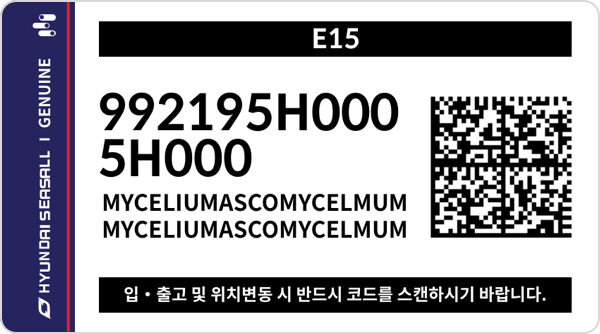 E15
992195H000
5H000
MYCELIUMASCOMYCELMUM
MYCELIUMASCOMYCELMUM
입·출고 및 위치변동 시 반드시 코드를 스캔하시기 바랍니다.
HYUNDAI SEASALL | GENUINE